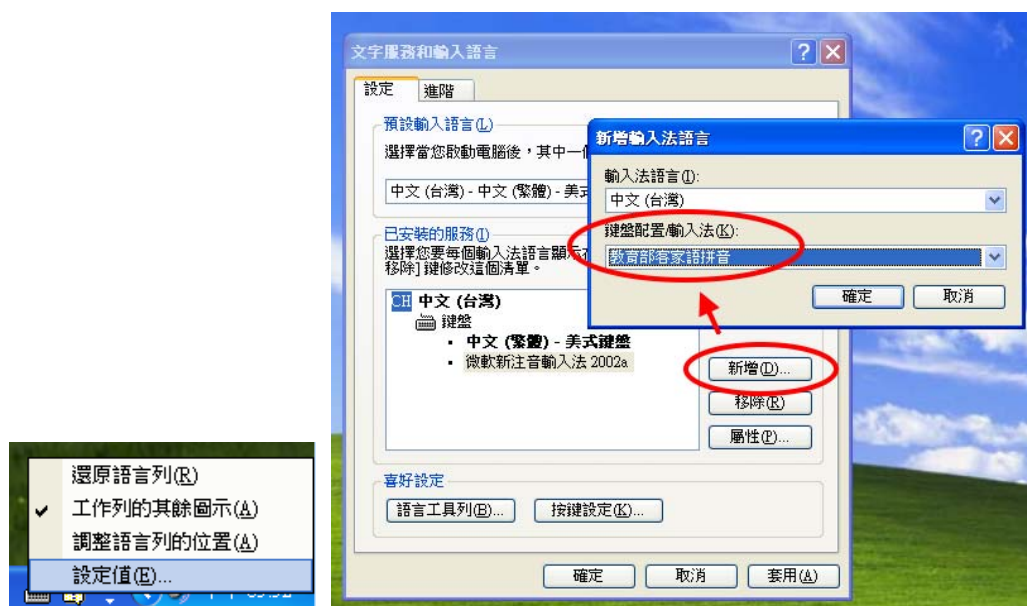 還原語言列(R)
工作列的其餘圖示(A)
調整語言列的位置(A)
設定值(E)...
文字服務和輸入語言
設定
進階
預設輸入語言(L)
選擇當您啟動電腦後，其中一
中文 (台灣) - 中文 (繁體) - 美式
已安裝的服務(I)
選擇您要每個輸入法語言顯示在
移除] 鍵修改這個清單。
CH 中文 (台灣)
鍵盤
中文 (繁體) - 美式鍵盤
微軟新注音輸入法 2002a
新增(D)...
移除(R)
屬性(P)...
喜好設定
語言工具列(B)...
按鍵設定(K)...
確定
取消
套用(A)
新增輸入法語言
輸入法語言(I):
中文 (台灣)
鍵盤配置/輸入法(K):
教育部客家語拼音
確定
取消